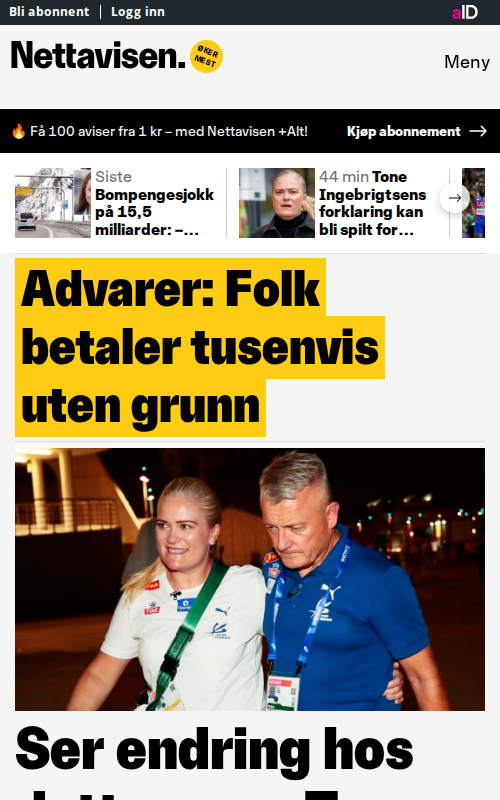 Bli abonnent | Logg inn
aID
Nettavisen.
ØKER
MEST
Meny
🔥 Få 100 aviser fra 1 kr – med Nettavisen +Alt!
Kjøp abonnement →
Siste
Bompengesjokk
på 15,5
milliarder: –...
44 min Tone
Ingebrigtsens
forklaring kan
bli spilt for...
Advarer: Folk
betaler tusenvis
uten grunn
Ser endring hos